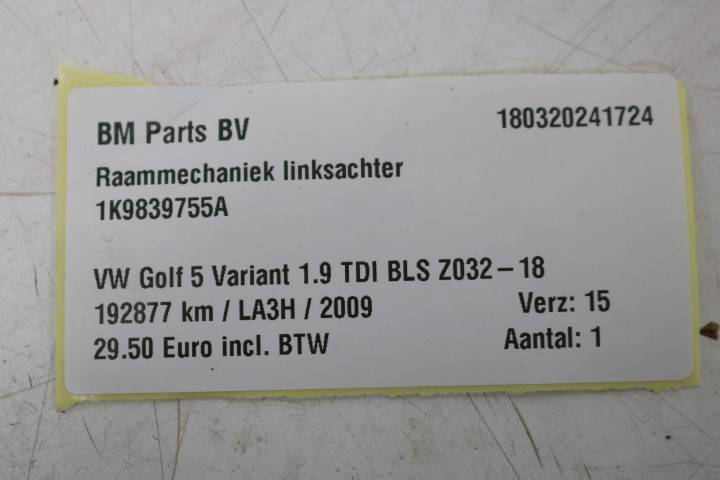 BM Parts BV 180320241724
Raammechaniek linksachter
1K9839755A
VW Golf 5 Variant 1.9 TDI BLS Z032-18
192877 km / LA3H / 2009 Verz: 15
29.50 Euro incl. BTW Aantal: 1